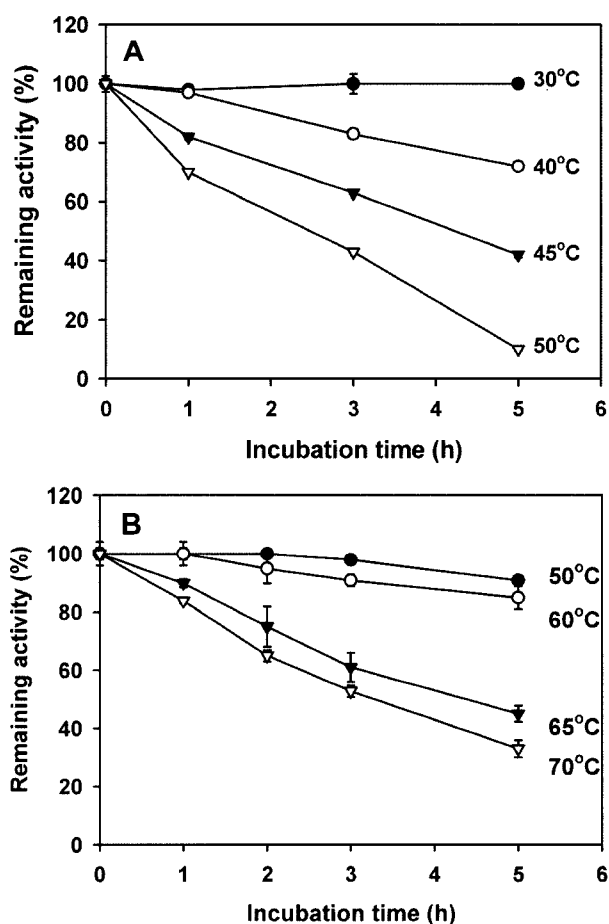 A
Remaining activity (%)
120
100
80
60
40
20
0
30°C
40°C
45°C
50°C
0 1 2 3 4 5 6
Incubation time (h)
B
Remaining activity (%)
120
100
80
60
40
20
0
50°C
60°C
65°C
70°C
0 1 2 3 4 5 6
Incubation time (h)